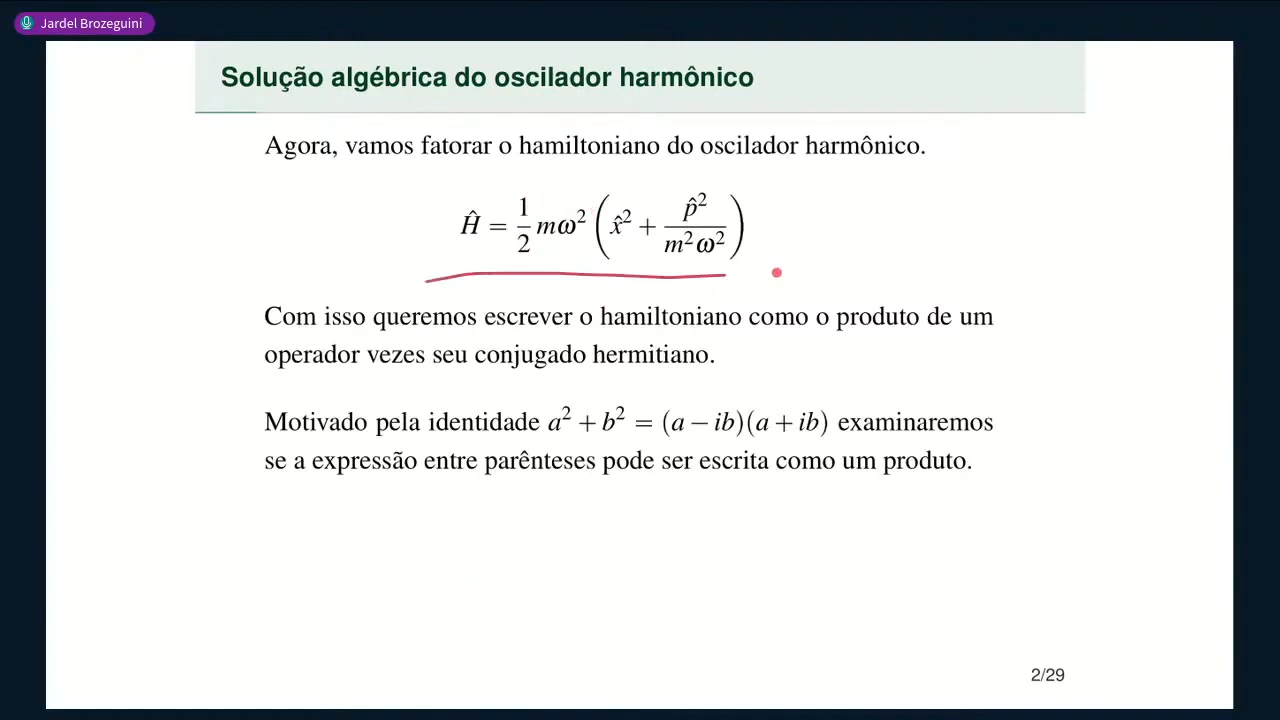 Jardel Brozeguini
Solução algébrica do oscilador harmônico
Agora, vamos fatorar o hamiltoniano do oscilador harmônico.
Ĥ = 1/2 mω² (x̂² + p̂²/m²ω²)
Com isso queremos escrever o hamiltoniano como o produto de um
operador vezes seu conjugado hermitiano.
Motivado pela identidade a² + b² = (a − ib)(a + ib) examinaremos
se a expressão entre parênteses pode ser escrita como um produto.
2/29